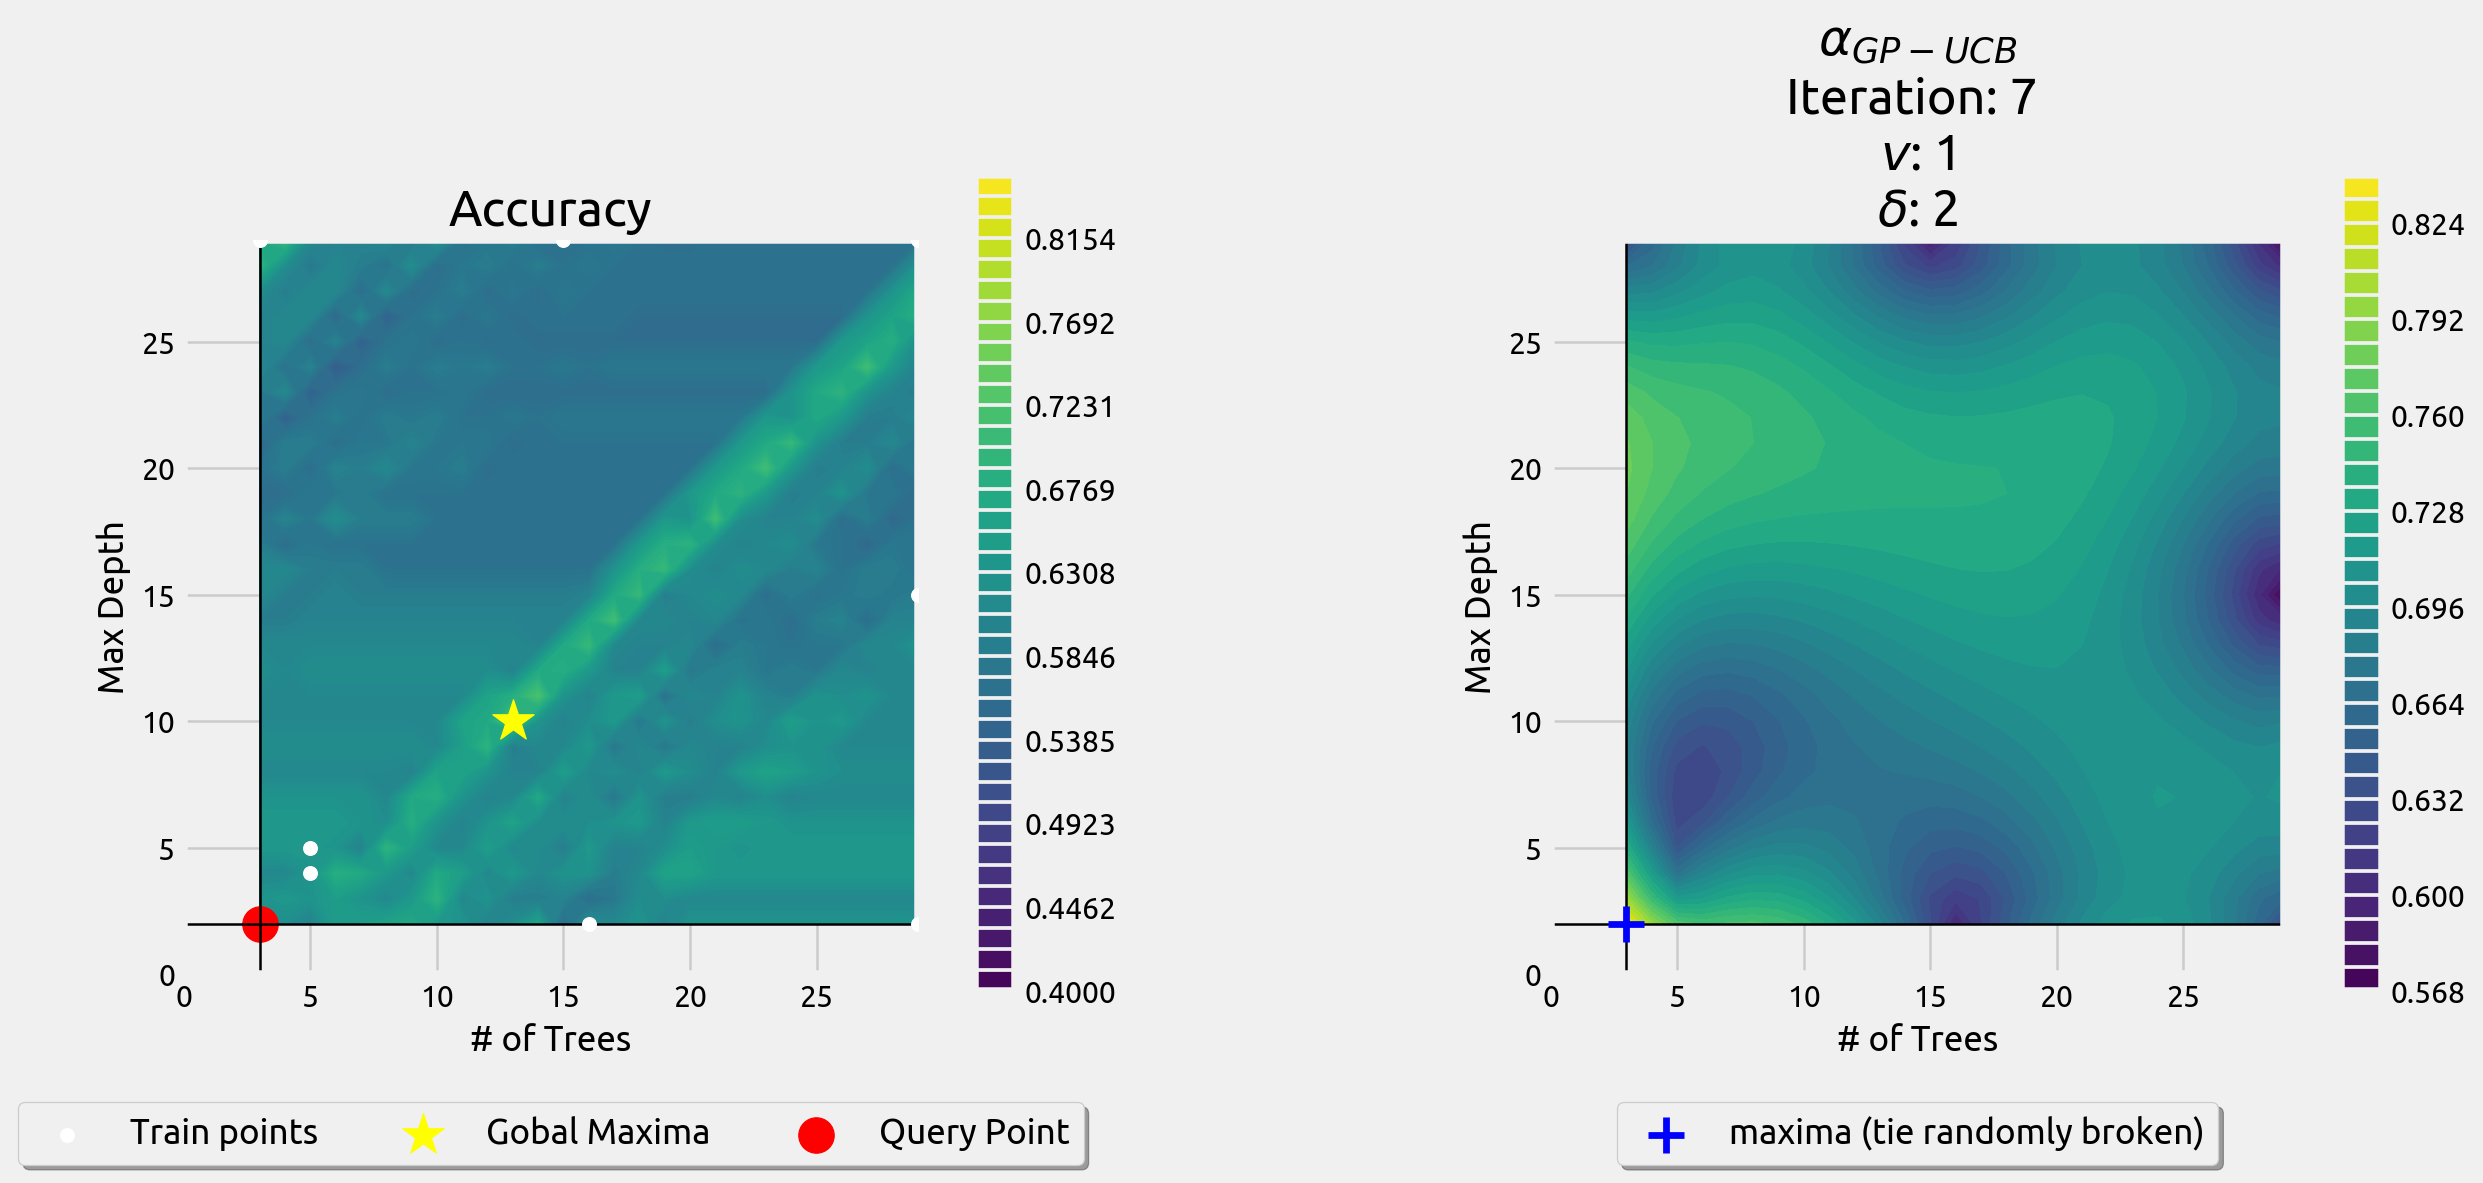 Accuracy
25
20
15
10
5
0
Max Depth
0 5 10 15 20 25
# of Trees
0.8154
0.7692
0.7231
0.6769
0.6308
0.5846
0.5385
0.4923
0.4462
0.4000
Train points
Gobal Maxima
Query Point
α GP − UCB
Iteration: 7
ν: 1
δ: 2
25
20
15
10
5
0
Max Depth
0 5 10 15 20 25
# of Trees
0.824
0.792
0.760
0.728
0.696
0.664
0.632
0.600
0.568
maxima (tie randomly broken)